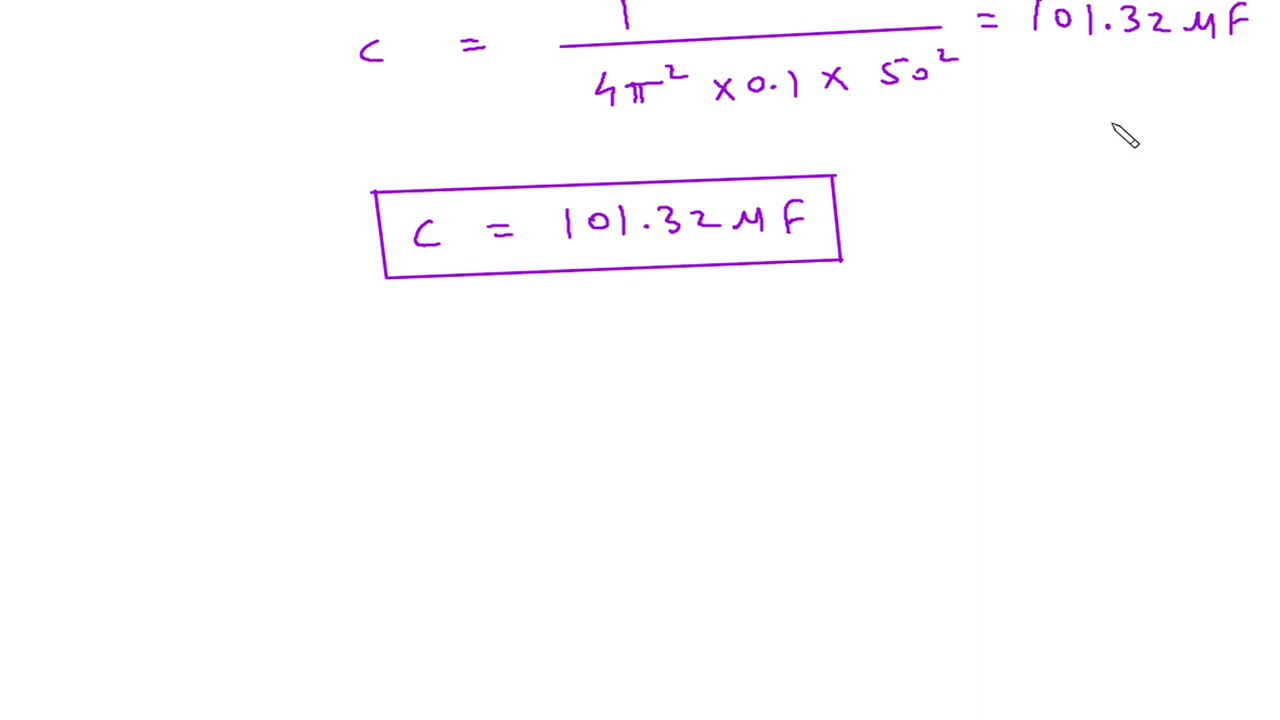 C = 1 / (4π² × 0.1 × 50²) = 101.32 μF
C = 101.32 μF